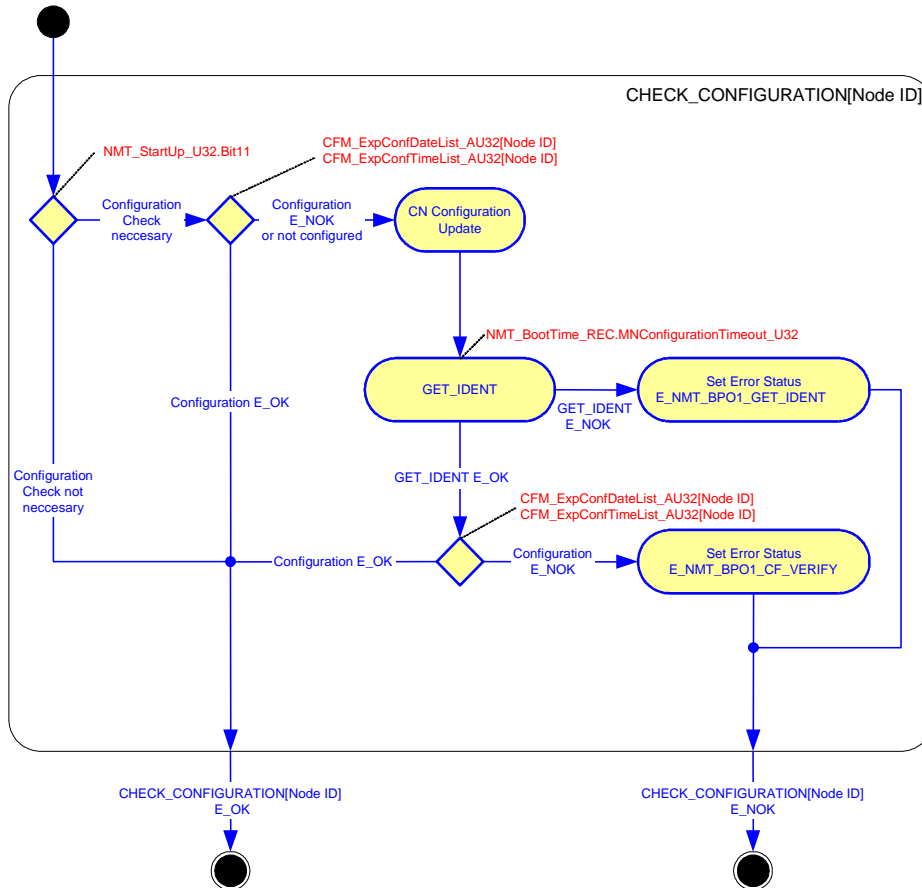 CHECK_CONFIGURATION[Node ID]
NMT_StartUp_U32.Bit11
CFM_ExpConfDateList_AU32[Node ID]
CFM_ExpConfTimeList_AU32[Node ID]
Configuration
Check
neccesary
Configuration
E_NOK
or not configured
CN Configuration
Update
NMT_BootTime_REC.MNConfigurationTimeout_U32
GET_IDENT
GET_IDENT
E_NOK
Set Error Status
E_NMT_BPO1_GET_IDENT
Configuration E_OK
Configuration
Check not
neccesary
GET_IDENT E_OK
CFM_ExpConfDateList_AU32[Node ID]
CFM_ExpConfTimeList_AU32[Node ID]
Configuration E_OK
Configuration
E_NOK
Set Error Status
E_NMT_BPO1_CF_VERIFY
CHECK_CONFIGURATION[Node ID]
E_OK
CHECK_CONFIGURATION[Node ID]
E_NOK